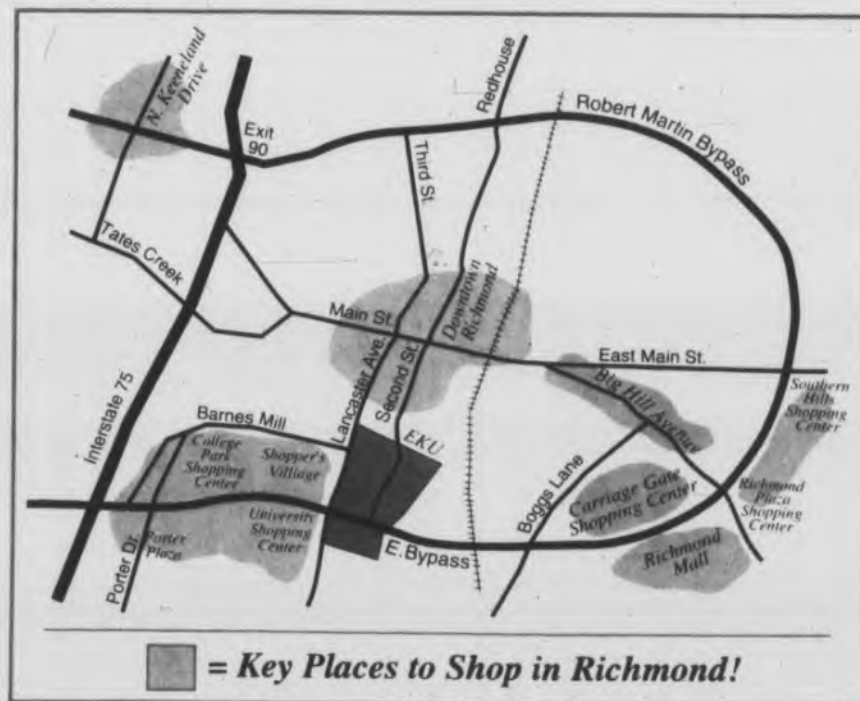 N. Keeneland
Drive
Exit
90
Redhouse
Robert Martin Bypass
Third St.
Tates Creek
Downtown
Richmond
Main St.
Lancaster Ave.
Second St.
East Main St.
Big Hill Avenue
Southern
Hills
Shopping
Center
Interstate 75
Barnes Mill
College
Park
Shopping
Center
Shopper's
Villiage
EKU
Boggs Lane
Carriage Gate
Shopping Center
Richmond
Plaza
Shopping
Center
University
Shopping
Center
Porter
Plaza
Porter Dr.
E. Bypass
Richmond
Mall
= Key Places to Shop in Richmond!